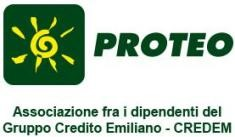 PROTEO
Associazione fra i dipendenti del
Gruppo Credito Emiliano - CREDEM